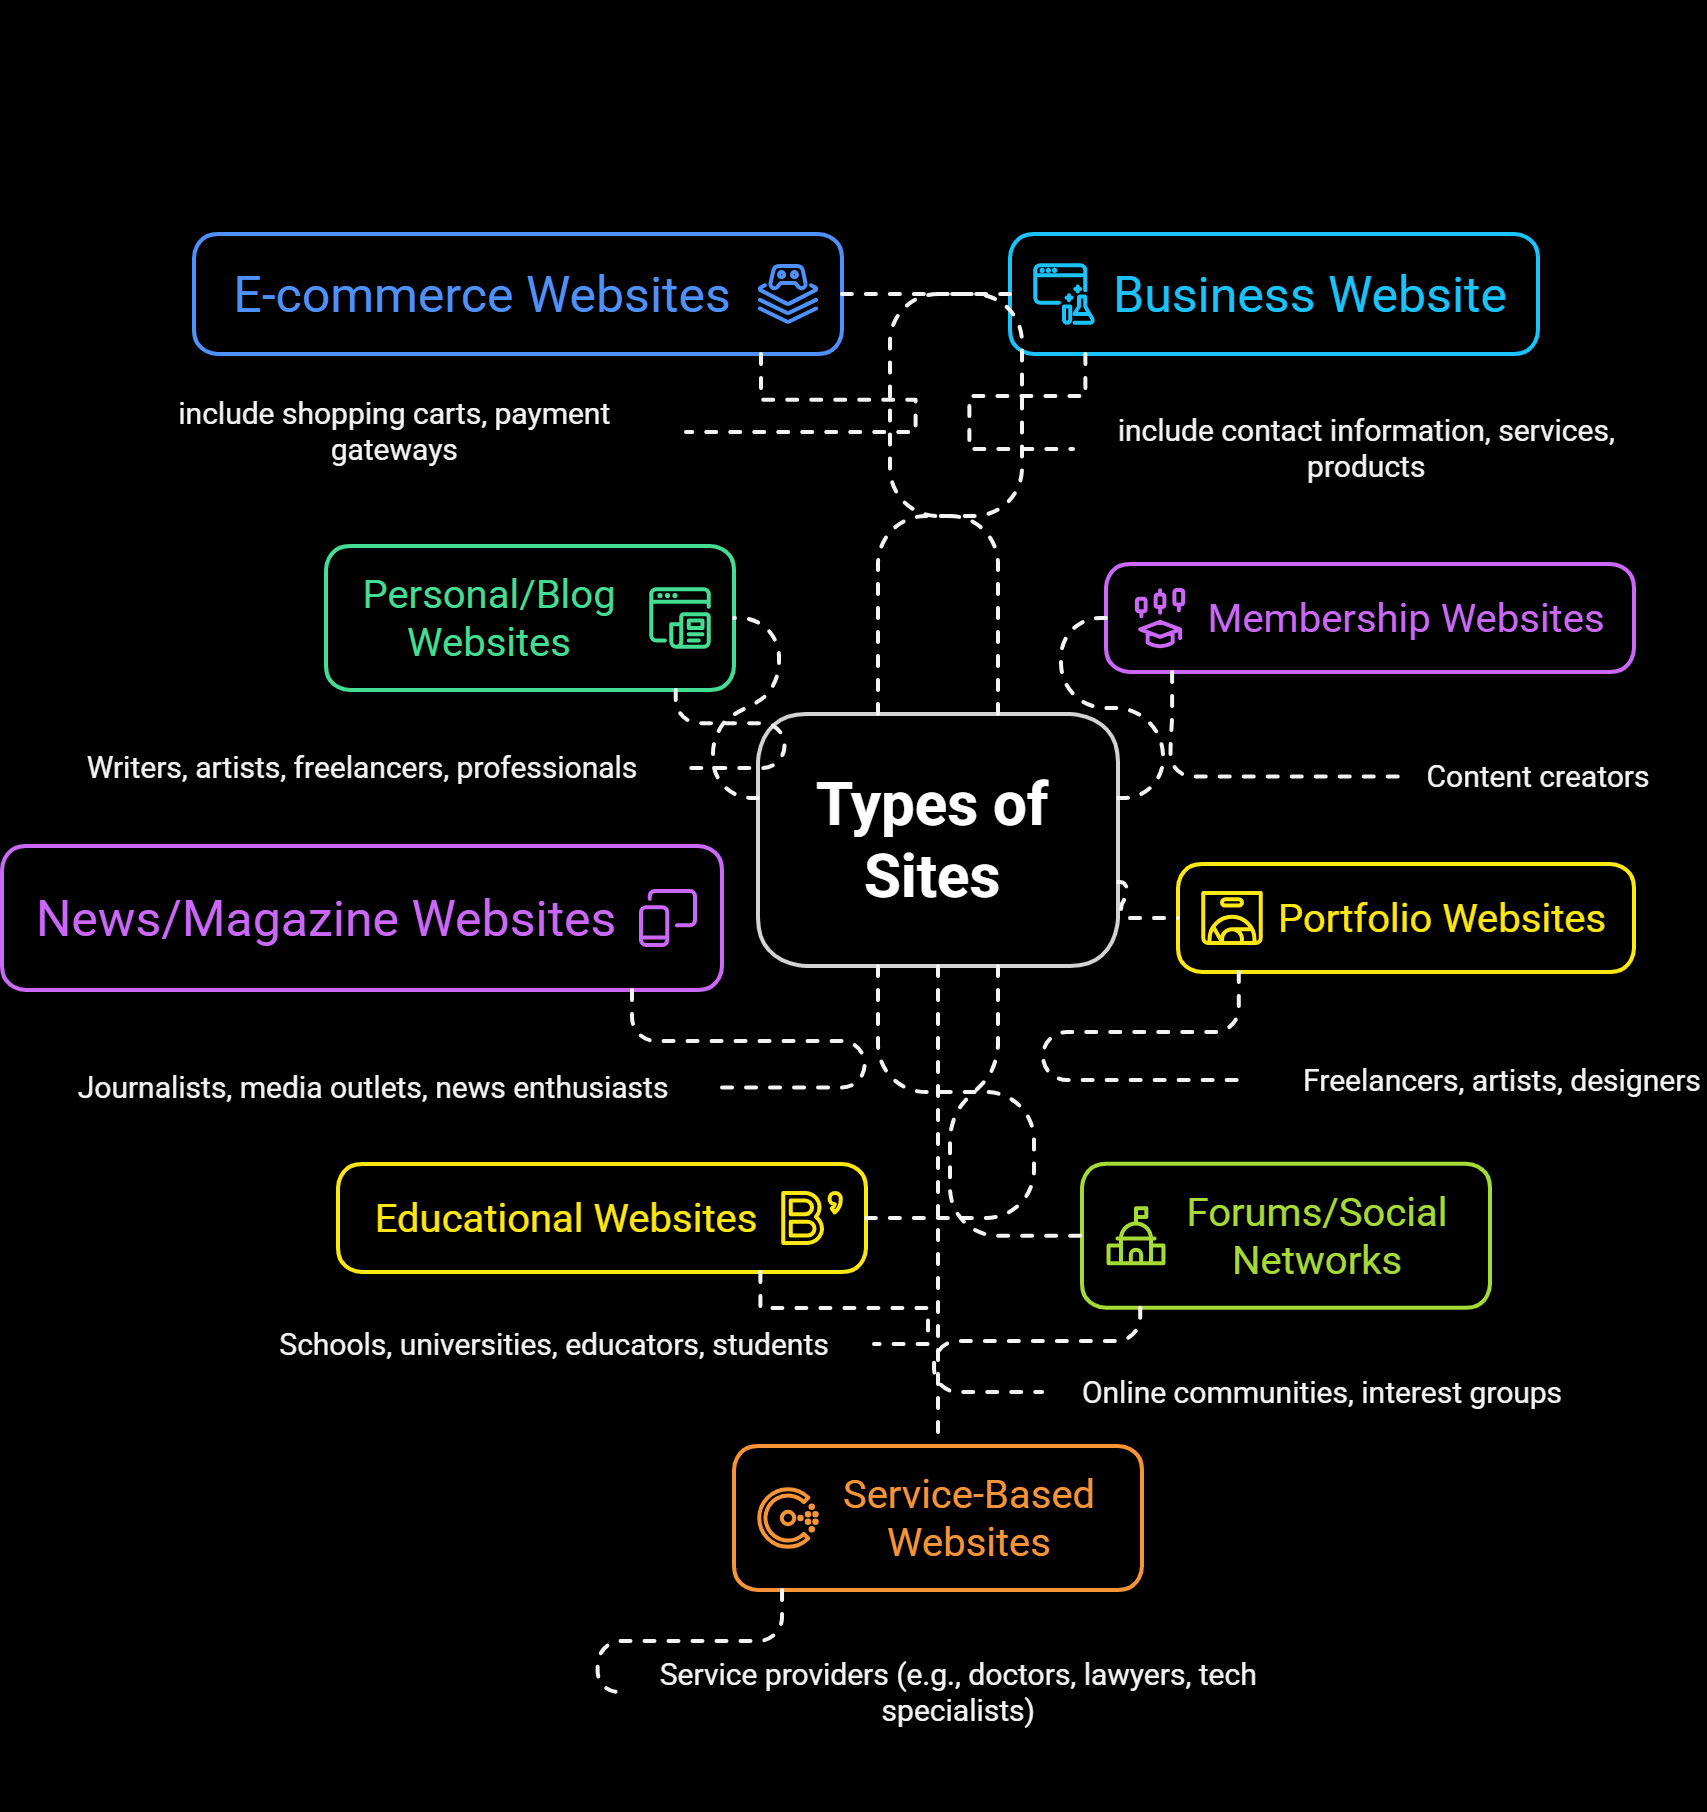 E-commerce Websites
Business Website
include shopping carts, payment
gateways
include contact information, services,
products
Personal/Blog
Websites
Membership Websites
Writers, artists, freelancers, professionals
Content creators
Types of
Sites
News/Magazine Websites
Portfolio Websites
Journalists, media outlets, news enthusiasts
Freelancers, artists, designers
Educational Websites
Forums/Social
Networks
Schools, universities, educators, students
Online communities, interest groups
Service-Based
Websites
Service providers (e.g., doctors, lawyers, tech
specialists)